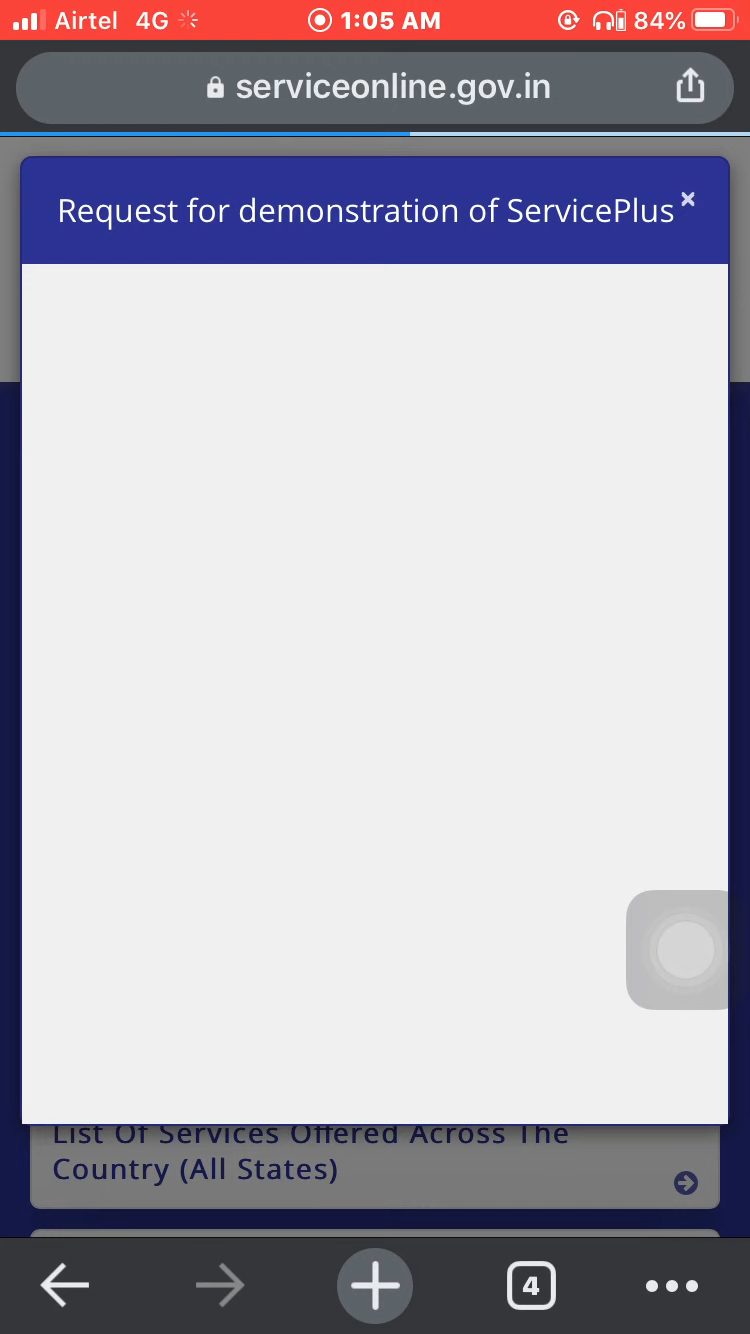 Airtel 4G 1:05 AM 84%
serviceonline.gov.in
Request for demonstration of ServicePlus ×
List Of Services Offered Across The
Country (All States)
4